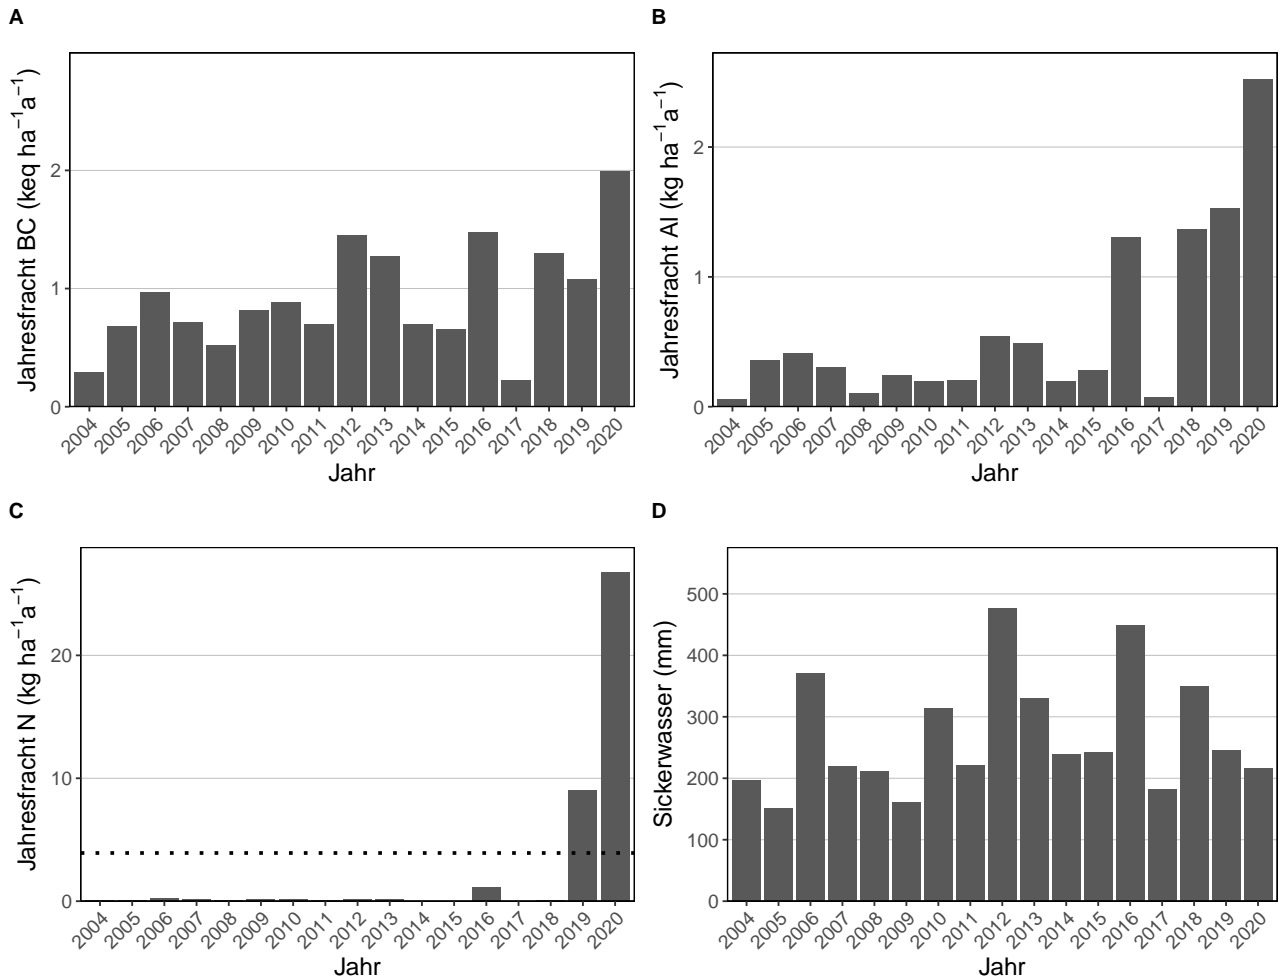 A
Jahresfracht BC (keq ha⁻¹a⁻¹)
2
1
0
2004 2005 2006 2007 2008 2009 2010 2011 2012 2013 2014 2015 2016 2017 2018 2019 2020
Jahr
B
Jahresfracht Al (kg ha⁻¹a⁻¹)
2
1
0
2004 2005 2006 2007 2008 2009 2010 2011 2012 2013 2014 2015 2016 2017 2018 2019 2020
Jahr
C
Jahresfracht N (kg ha⁻¹a⁻¹)
20
10
0
2004 2005 2006 2007 2008 2009 2010 2011 2012 2013 2014 2015 2016 2017 2018 2019 2020
Jahr
D
Sickerwasser (mm)
500
400
300
200
100
0
2004 2005 2006 2007 2008 2009 2010 2011 2012 2013 2014 2015 2016 2017 2018 2019 2020
Jahr